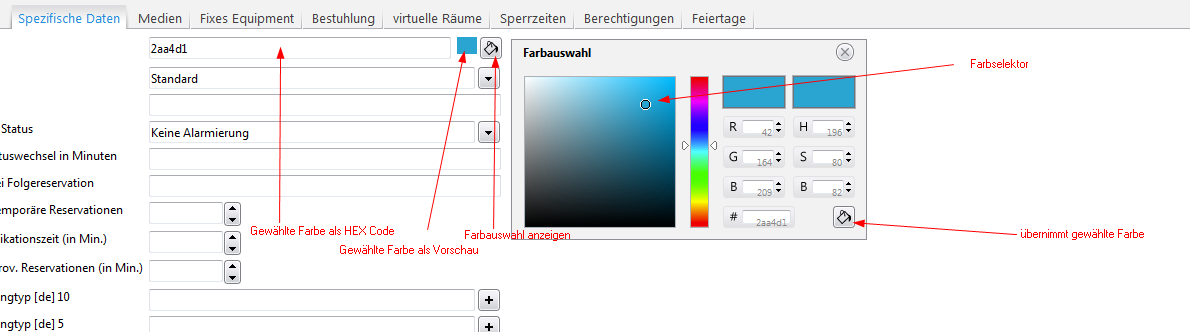 Spezifische Daten Medien Fixes Equipment Bestuhlung virtuelle Räume Sperrzeiten Berechtigungen Feiertage
2aa4d1
Farbauswahl
Farbselektor
Standard
Status
Keine Alarmierung
R 42 H 196
tuswechsel in Minuten
G 164 S 80
ei Folgereservation
B 209 B 82
emporäre Reservationen
# 2aa4d1
Gewählte Farbe als HEX Code
Farbauswahl anzeigen
übernimmt gewählte Farbe
ikationszeit (in Min.)
Gewählte Farbe als Vorschau
rov. Reservationen (in Min.)
ngtyp [de] 10
ngtyp [de] 5